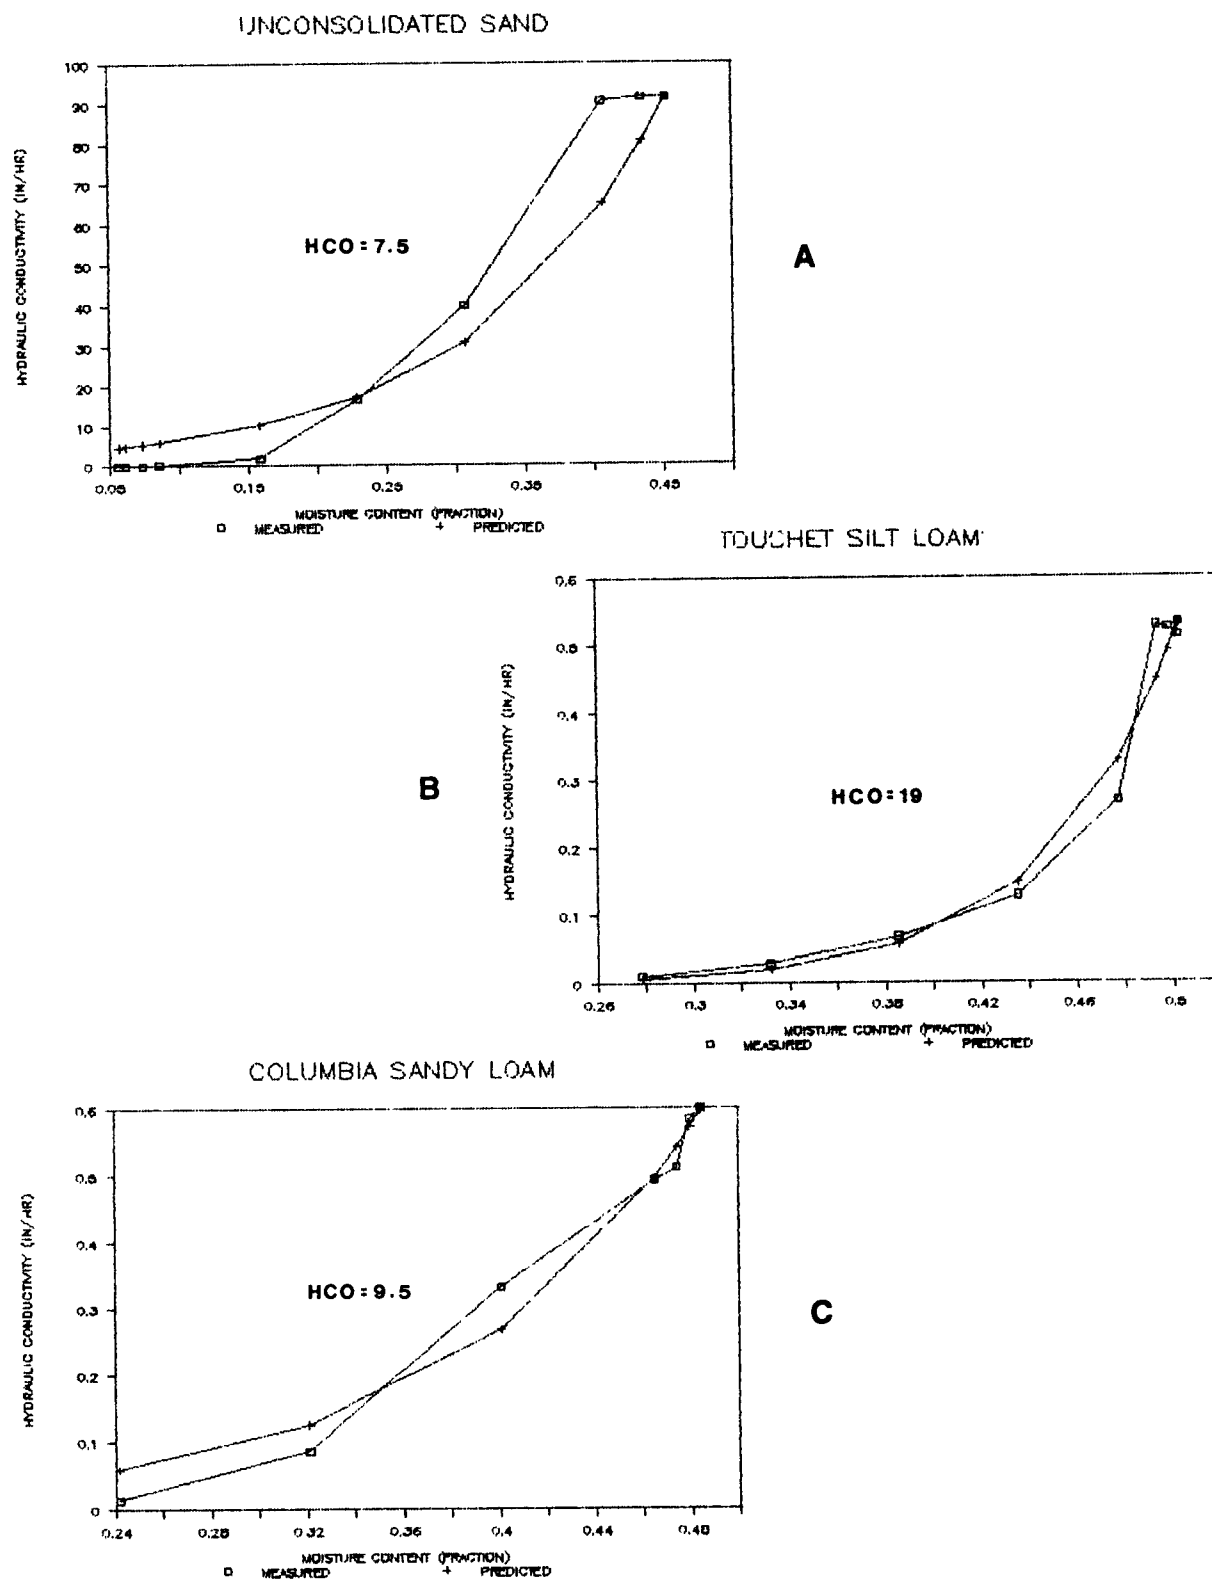 UNCONSOLIDATED SAND
100
90
80
70
60
50
40
30
20
10
0
HYDRAULIC CONDUCTIVITY (IN/HR)
HCO=7.5
A
0.05 0.15 0.25 0.35 0.45
MOISTURE CONTENT (FRACTION)
MEASURED PREDICTED
TOUCHET SILT LOAM
0.6
0.5
0.4
0.3
0.2
0.1
0
HYDRAULIC CONDUCTIVITY (IN/HR)
B
HCO=19
0.26 0.3 0.34 0.38 0.42 0.46 0.5
MOISTURE CONTENT (FRACTION)
MEASURED PREDICTED
COLUMBIA SANDY LOAM
0.6
0.5
0.4
0.3
0.2
0.1
0
HYDRAULIC CONDUCTIVITY (IN/HR)
HCO=9.5
C
0.24 0.28 0.32 0.36 0.4 0.44 0.48
MOISTURE CONTENT (FRACTION)
MEASURED PREDICTED